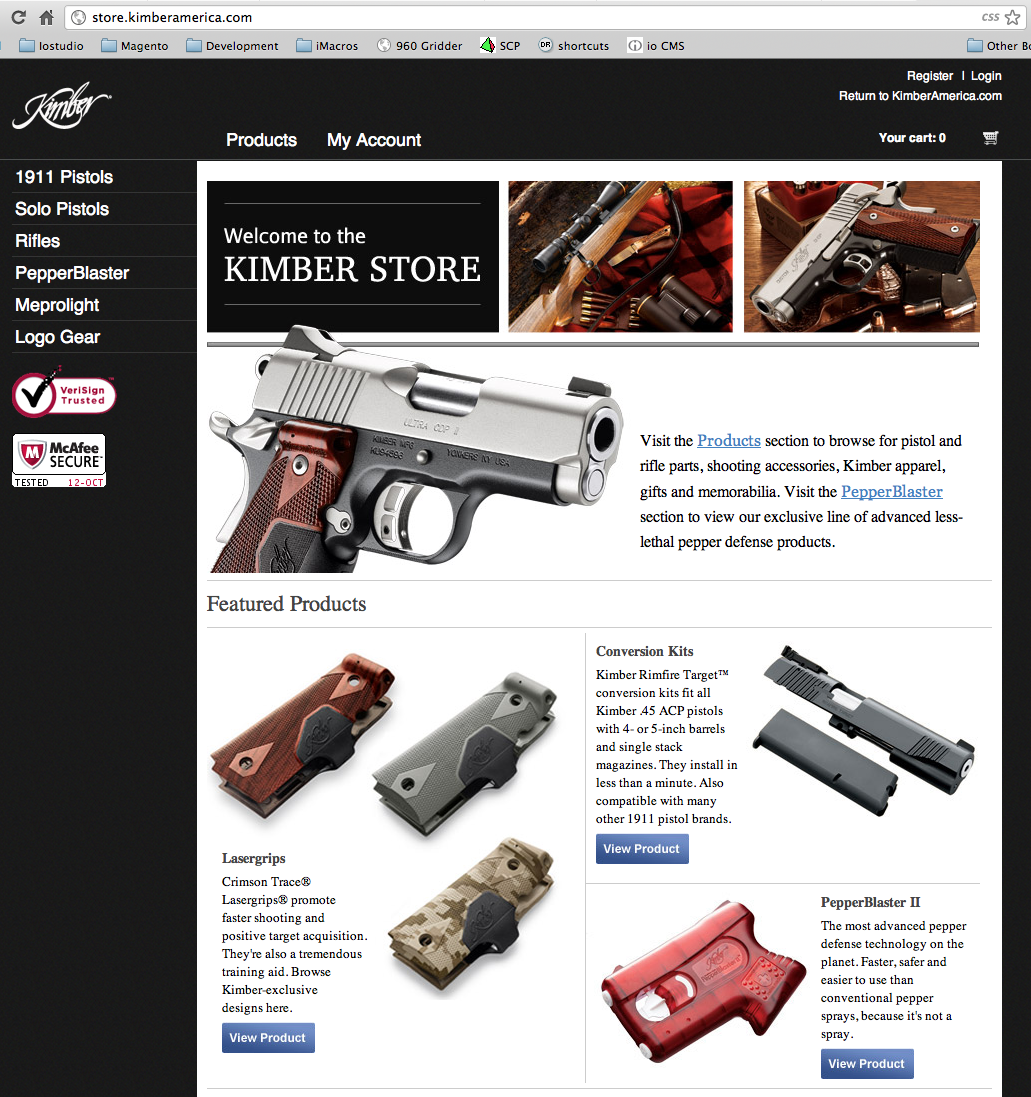 store.kimberamerica.com
CSS
Iostudio
Magento
Development
iMacros
960 Gridder
SCP
DR
shortcuts
io CMS
Other Bo
Kimber
Register | Login
Return to KimberAmerica.com
Products
My Account
Your cart: 0
1911 Pistols
Solo Pistols
Rifles
PepperBlaster
Meprolight
Logo Gear
VeriSign
Trusted
McAfee
SECURE
TESTED 12-OCT
Welcome to the
KIMBER STORE
ULTRA CDP II
KIMBER MFG
YONKERS NY USA
Visit the Products section to browse for pistol and
rifle parts, shooting accessories, Kimber apparel,
gifts and memorabilia. Visit the PepperBlaster
section to view our exclusive line of advanced less-
lethal pepper defense products.
Featured Products
Lasergrips
Crimson Trace®
Lasergrips® promote
faster shooting and
positive target acquisition.
They're also a tremendous
training aid. Browse
Kimber-exclusive
designs here.
View Product
Conversion Kits
Kimber Rimfire Target™
conversion kits fit all
Kimber .45 ACP pistols
with 4- or 5-inch barrels
and single stack
magazines. They install in
less than a minute. Also
compatible with many
other 1911 pistol brands.
View Product
PepperBlaster II
The most advanced pepper
defense technology on the
planet. Faster, safer and
easier to use than
conventional pepper
sprays, because it's not a
spray.
View Product